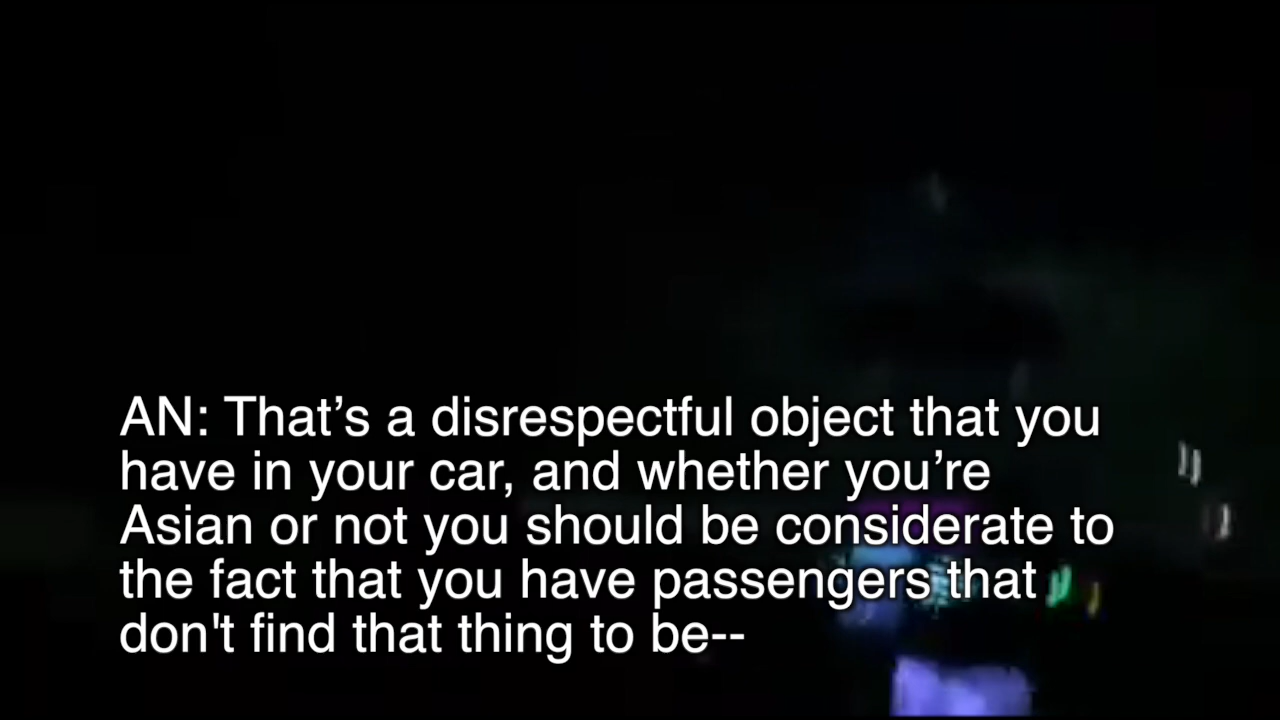 AN: That’s a disrespectful object that you
have in your car, and whether you’re
Asian or not you should be considerate to
the fact that you have passengers that
don't find that thing to be--